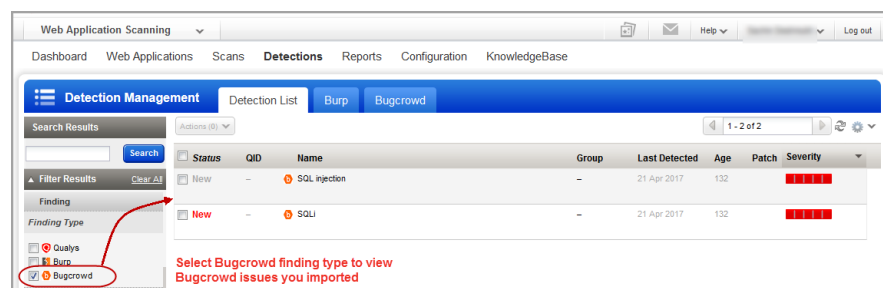 Web Application Scanning
Help
Log out
Dashboard Web Applications Scans Detections Reports Configuration KnowledgeBase
Detection Management Detection List Burp Bugcrowd
Search Results
Actions (0)
1 - 2 of 2
Search
Status QID Name Group Last Detected Age Patch Severity
Filter Results Clear All
New – SQL injection – 21 Apr 2017 132
Finding
Finding Type
New – SQLi – 21 Apr 2017 132
Qualys
Burp
Bugcrowd
Select Bugcrowd finding type to view
Bugcrowd issues you imported